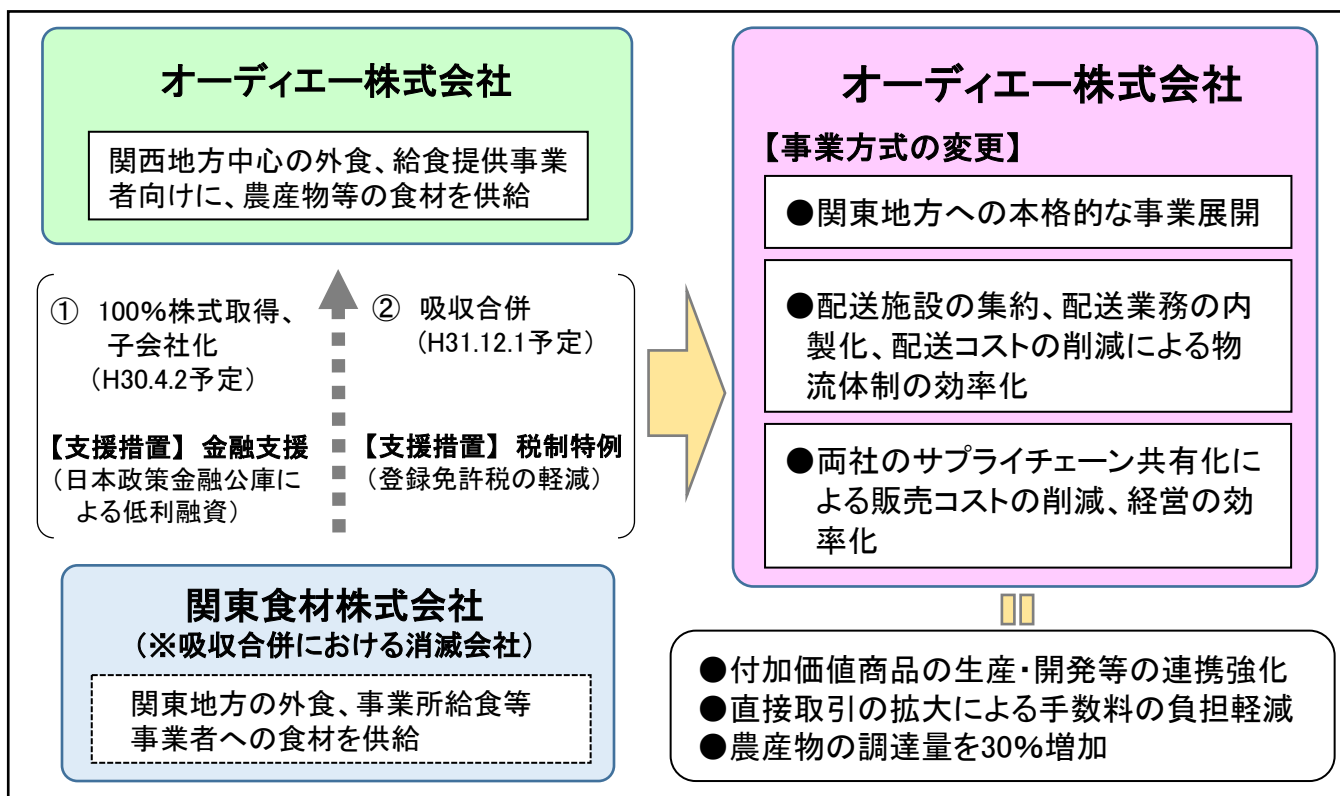 オーディエー株式会社
関西地方中心の外食、給食提供事業
者向けに、農産物等の食材を供給
① 100%株式取得、
子会社化
(H30.4.2予定)
【支援措置】 金融支援
(日本政策金融公庫に
よる低利融資)
② 吸収合併
(H31.12.1予定)
【支援措置】 税制特例
(登録免許税の軽減)
関東食材株式会社
(※吸収合併における消滅会社)
関東地方の外食、事業所給食等
事業者への食材を供給
オーディエー株式会社
【事業方式の変更】
●関東地方への本格的な事業展開
●配送施設の集約、配送業務の内
製化、配送コストの削減による物
流体制の効率化
●両社のサプライチェーン共有化に
よる販売コストの削減、経営の効
率化
●付加価値商品の生産・開発等の連携強化
●直接取引の拡大による手数料の負担軽減
●農産物の調達量を30%増加